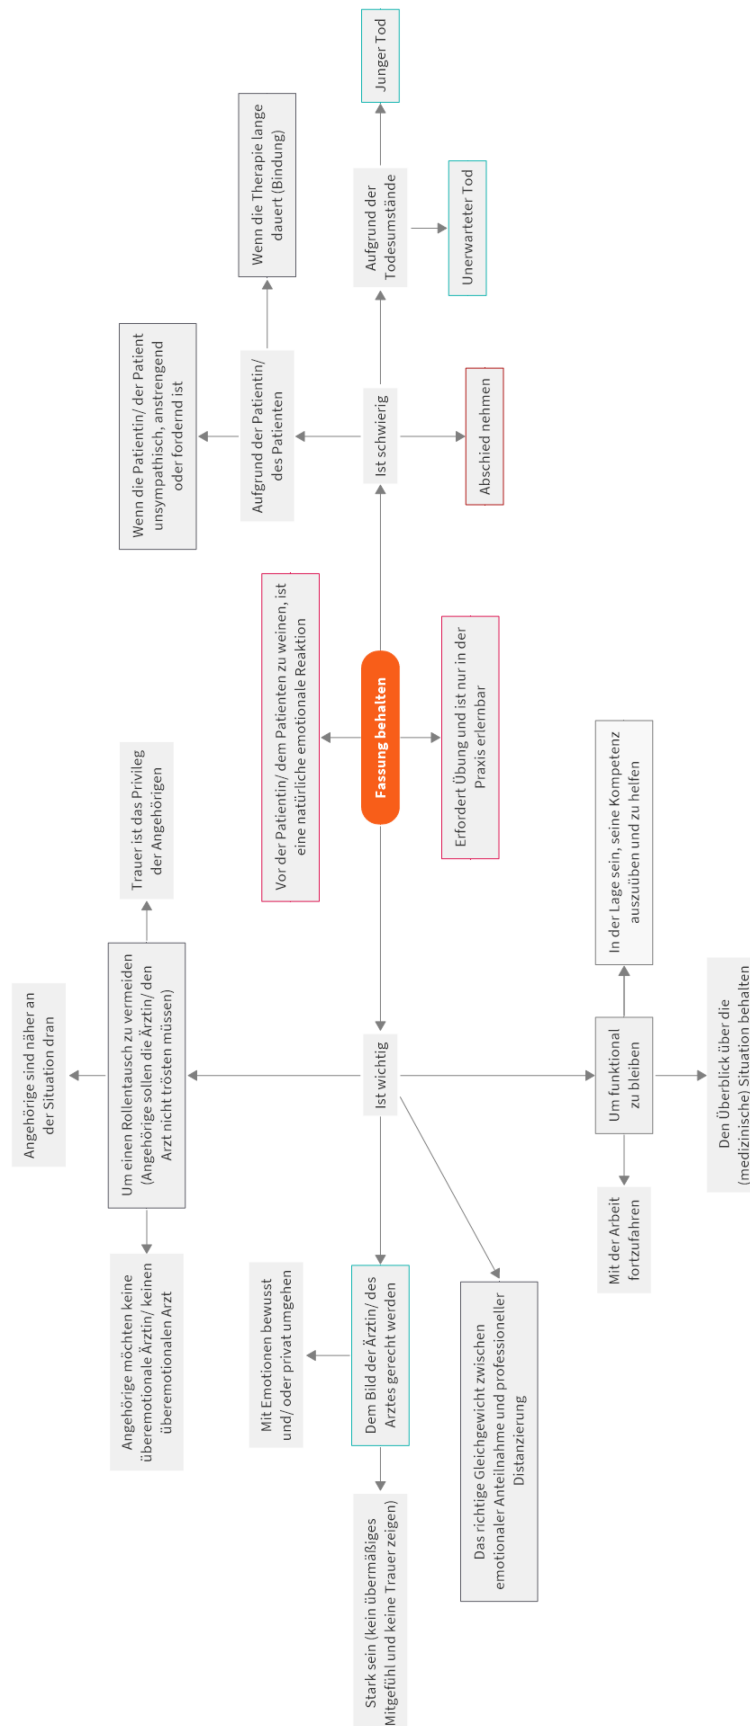 Angehörige möchten keine
überemotionale Ärztin/ keinen
überemotionalen Arzt
Angehörige sind näher an
der Situation dran
Trauer ist das Privileg
der Angehörigen
Um einen Rollentausch zu vermeiden
(Angehörige sollen die Ärztin/ den
Arzt nicht trösten müssen)
Wenn die Patientin/ der Patient
unsympathisch, anstrengend
oder fordernd ist
Wenn die Therapie lange
dauert (Bindung)
Aufgrund der Patientin/
des Patienten
Mit Emotionen bewusst
und/ oder privat umgehen
Vor der Patientin/ dem Patienten zu weinen, ist
eine natürliche emotionale Reaktion
Stark sein (kein übermäßiges
Mitgefühl und keine Trauer zeigen)
Dem Bild der Ärztin/ des
Arztes gerecht werden
Ist wichtig
Fassung behalten
Ist schwierig
Aufgrund der
Todesumstände
Junger Tod
Das richtige Gleichgewicht zwischen
emotionaler Anteilnahme und professioneller
Distanzierung
Erfordert Übung und ist nur in der
Praxis erlernbar
Abschied nehmen
Unerwarteter Tod
Mit der Arbeit
fortzufahren
Um funktional
zu bleiben
In der Lage sein, seine Kompetenz
auszuüben und zu helfen
Den Überblick über die
(medizinische) Situation behalten